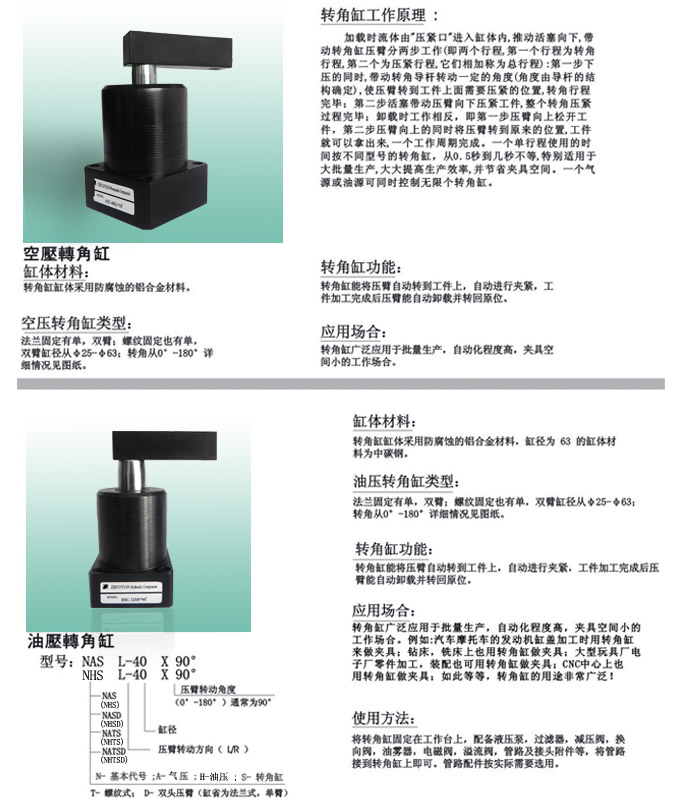 转角缸工作原理：
加载时流体由"压紧口"进入缸体内,推动活塞向下,带
动转角缸压臂分两步工作(即两个行程,第一个行程为转角
行程,第二个为压紧行程,它们相加称为总行程):第一步下
压的同时,带动转角导杆转动一定的角度(角度由导杆的结
构确定),使压臂转到工件上面需要压紧的位置,转角行程
完毕；第二步活塞带动压臂向下压紧工件,整个转角压紧
过程完毕；卸载时工作相反，即第一步压臂向上松开工
件，第二步压臂向上的同时将压臂转到原来的位置,工件
就可以拿出来,一个工作周期完成。一个单行程使用的时
间按不同型号的转角缸，从0.5秒到几秒不等,特别适用于
大批量生产,大大提高生产效率,并节省夹具空间。一个气
源或油源可同时控制无限个转角缸。
空壓轉角缸
缸体材料：
转角缸缸体采用防腐蚀的铝合金材料。
空压转角缸类型：
法兰固定有单，双臂；螺纹固定也有单，
双臂缸径从Φ25-Φ63；转角从0°-180°详
细情况见图纸。
转角缸功能：
转角缸能将压臂自动转到工件上，自动进行夹紧，工
件加工完成后压臂能自动卸载并转回原位。
应用场合：
转角缸广泛应用于批量生产，自动化程度高，夹具空
间小的工作场合。
缸体材料：
转角缸缸体采用防腐蚀的铝合金材料，缸径为 63 的缸体材
料为中碳钢。
油压转角缸类型：
法兰固定有单，双臂；螺纹固定也有单，双臂缸径从Φ25-Φ63；
转角从0°-180°详细情况见图纸。
转角缸功能：
转角缸能将压臂自动转到工件上，自动进行夹紧，工件加工完成后压
臂能自动卸载并转回原位。
应用场合：
转角缸广泛应用于批量生产，自动化程度高，夹具空间小的
工作场合。例如:汽车摩托车的发动机缸盖加工时用转角缸
来做夹具；钻床，铣床上也用转角缸做夹具；大型玩具厂电
子厂零件加工，装配也可用转角缸做夹具；CNC中心上也
用转角缸做夹具；如此等等，转角缸的用途非常广泛！
使用方法：
将转角缸固定在工作台上，配备液压泵，过滤器，减压阀，换
向阀，油雾器，电磁阀，溢流阀，管路及接头附件等，将管路
接到转角缸上即可。管路配件按实际需要选用。
油壓轉角缸
型号：NAS L-40 X 90°
NHS L-40 X 90°
压臂转动角度
（0°-180°）通常为90°
NAS
(NHS)
NASD
(NHSD)
NATS
(NHTS)
NATSD
(NHTSD)
缸径
压臂转动方向（L/R）
N- 基本代号；A-气压；H-油压；S-转角缸
T- 螺纹式；D- 双头压臂（缸省为法兰式，单臂）